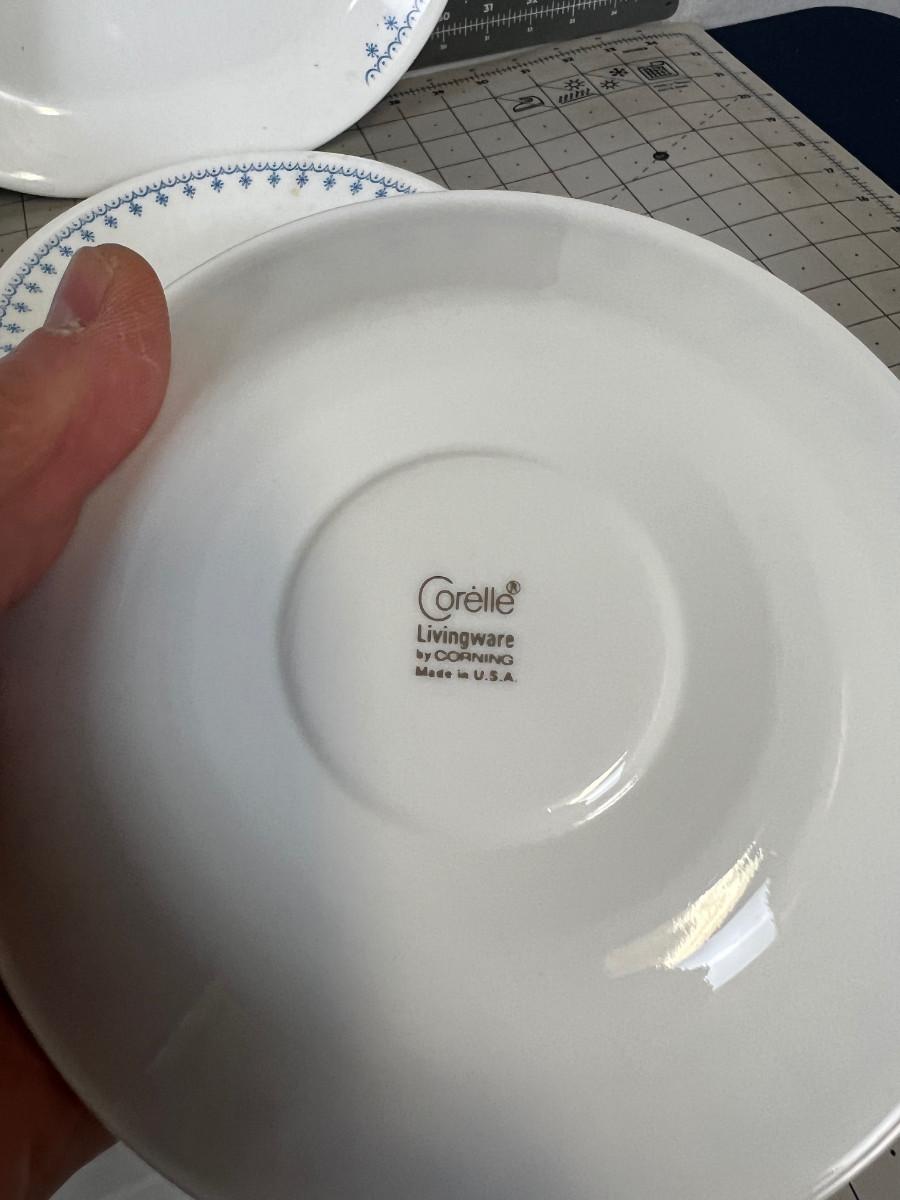 Corelle®
Livingware
by CORNING
Made in U.S.A.